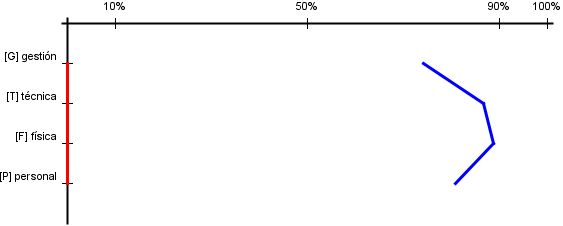 10% 50% 90% 100%
[G] gestión
[T] técnica
[F] física
[P] personal